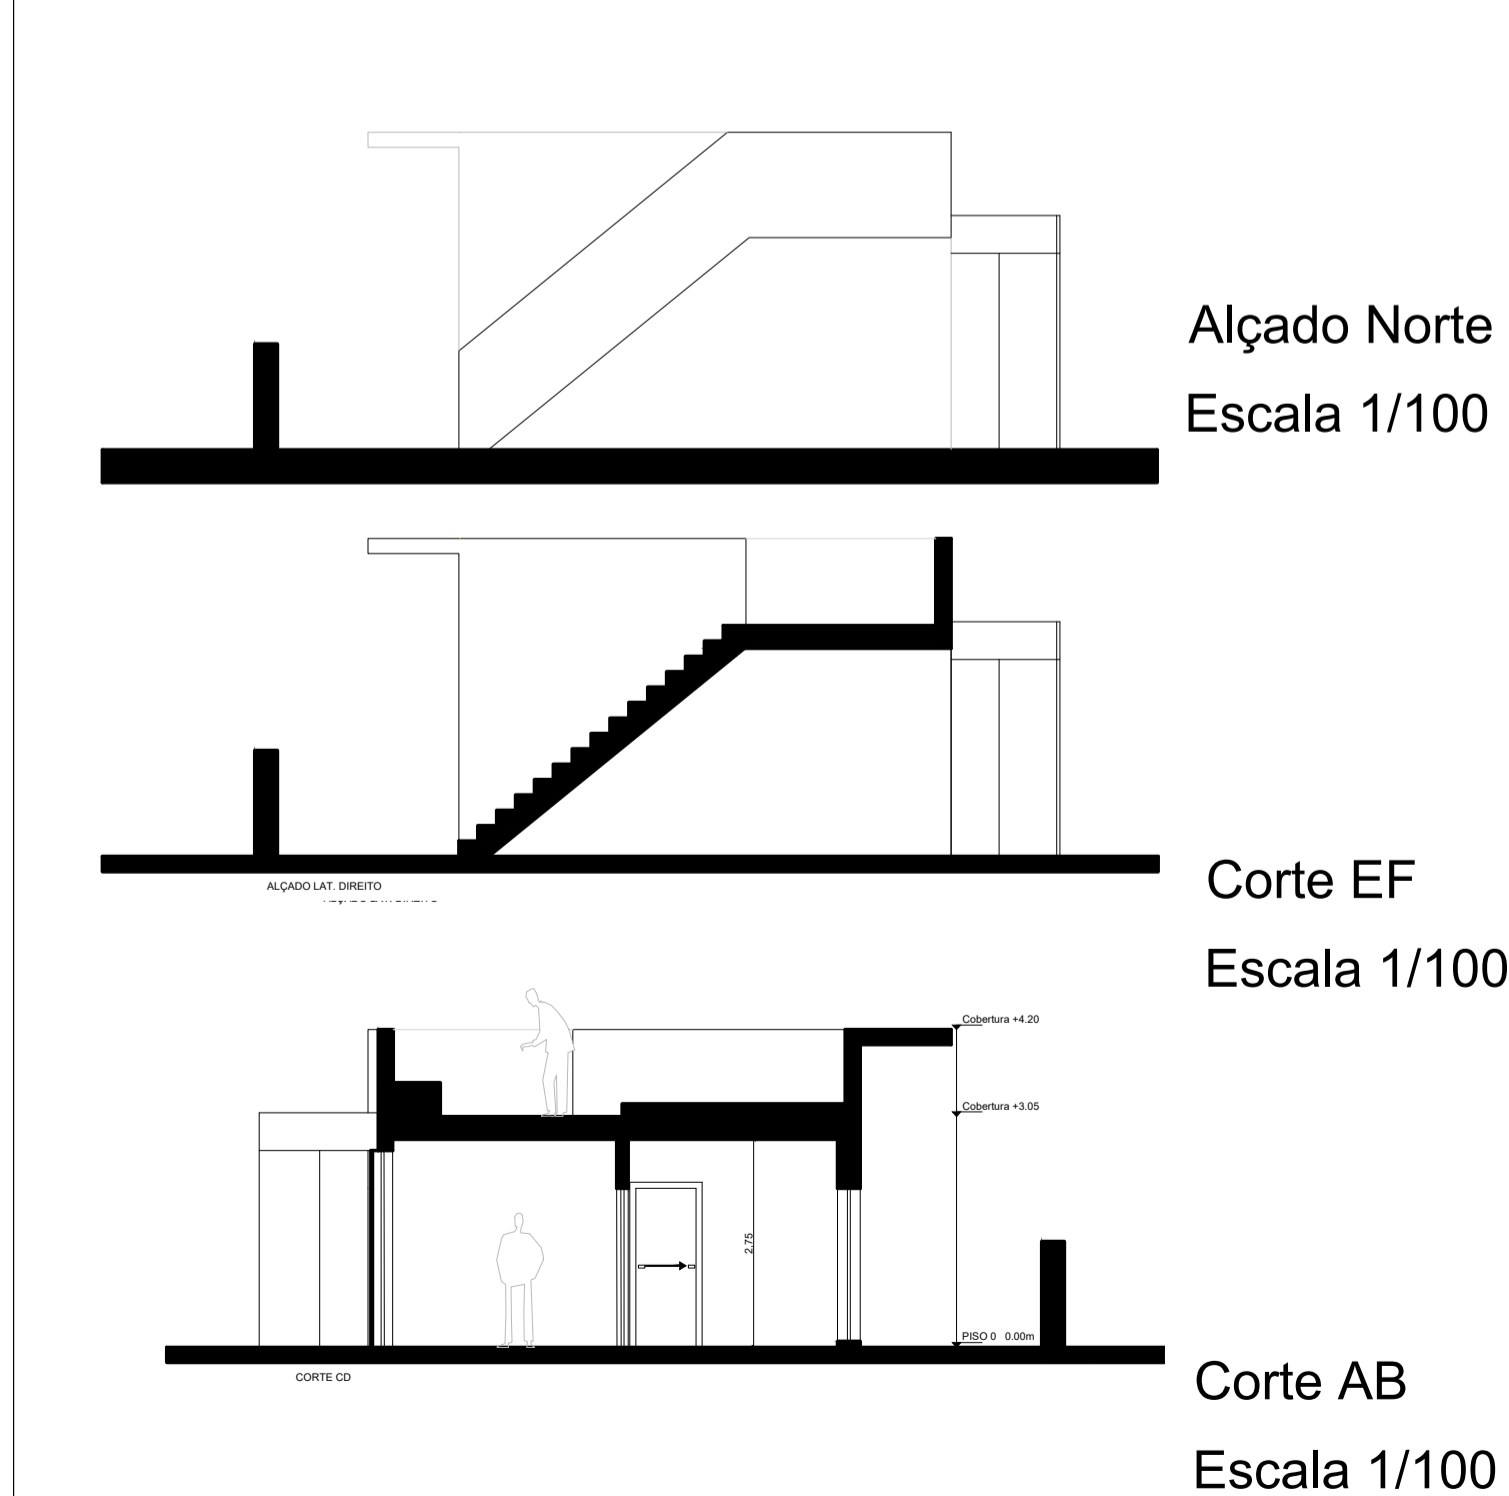 Alçado Norte
Escala 1/100
ALÇADO LAT. DIREITO
Corte EF
Escala 1/100
Cobertura +4.20
Cobertura +3.05
2,75
PISO 0 0.00m
CORTE CD
Corte AB
Escala 1/100